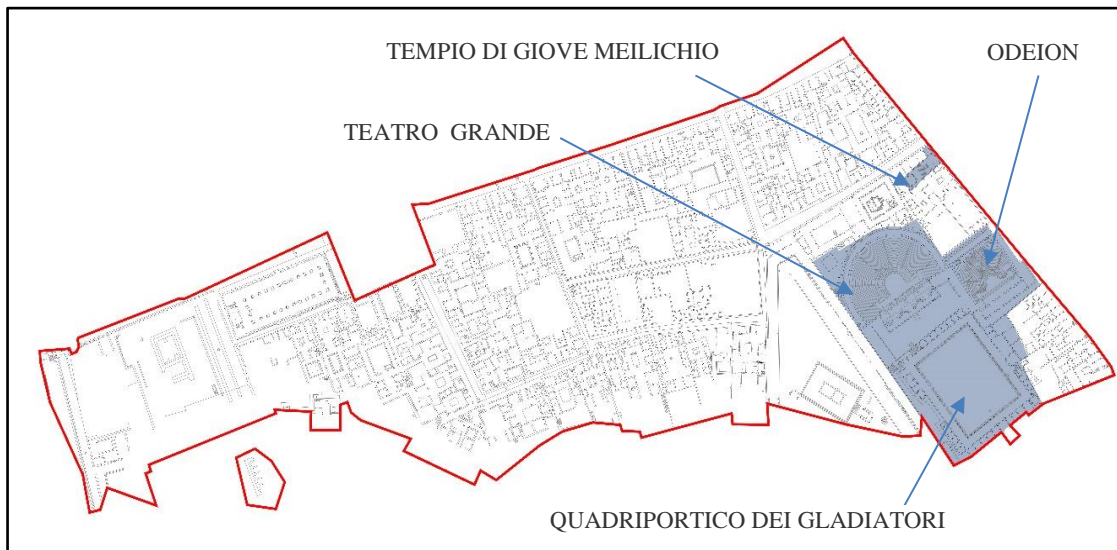 TEMPIO DI GIOVE MEILICHIO
ODEION
TEATRO GRANDE
QUADRIPORTICO DEI GLADIATORI